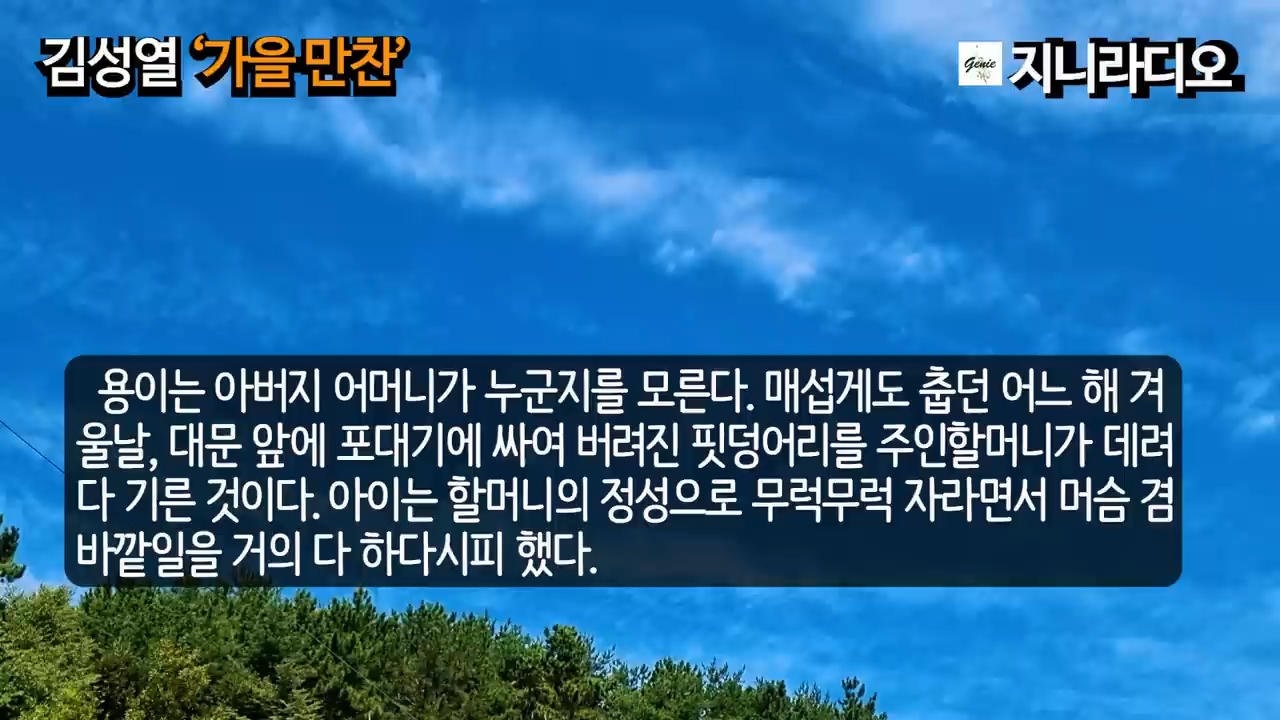 김성열 ‘가을 만찬’
Genie
지니라디오
용이는 아버지 어머니가 누군지를 모른다. 매섭게도 춥던 어느 해 겨
울날, 대문 앞에 포대기에 싸여 버려진 핏덩어리를 주인할머니가 데려
다 기른 것이다. 아이는 할머니의 정성으로 무럭무럭 자라면서 머슴 겸
바깥일을 거의 다 하다시피 했다.